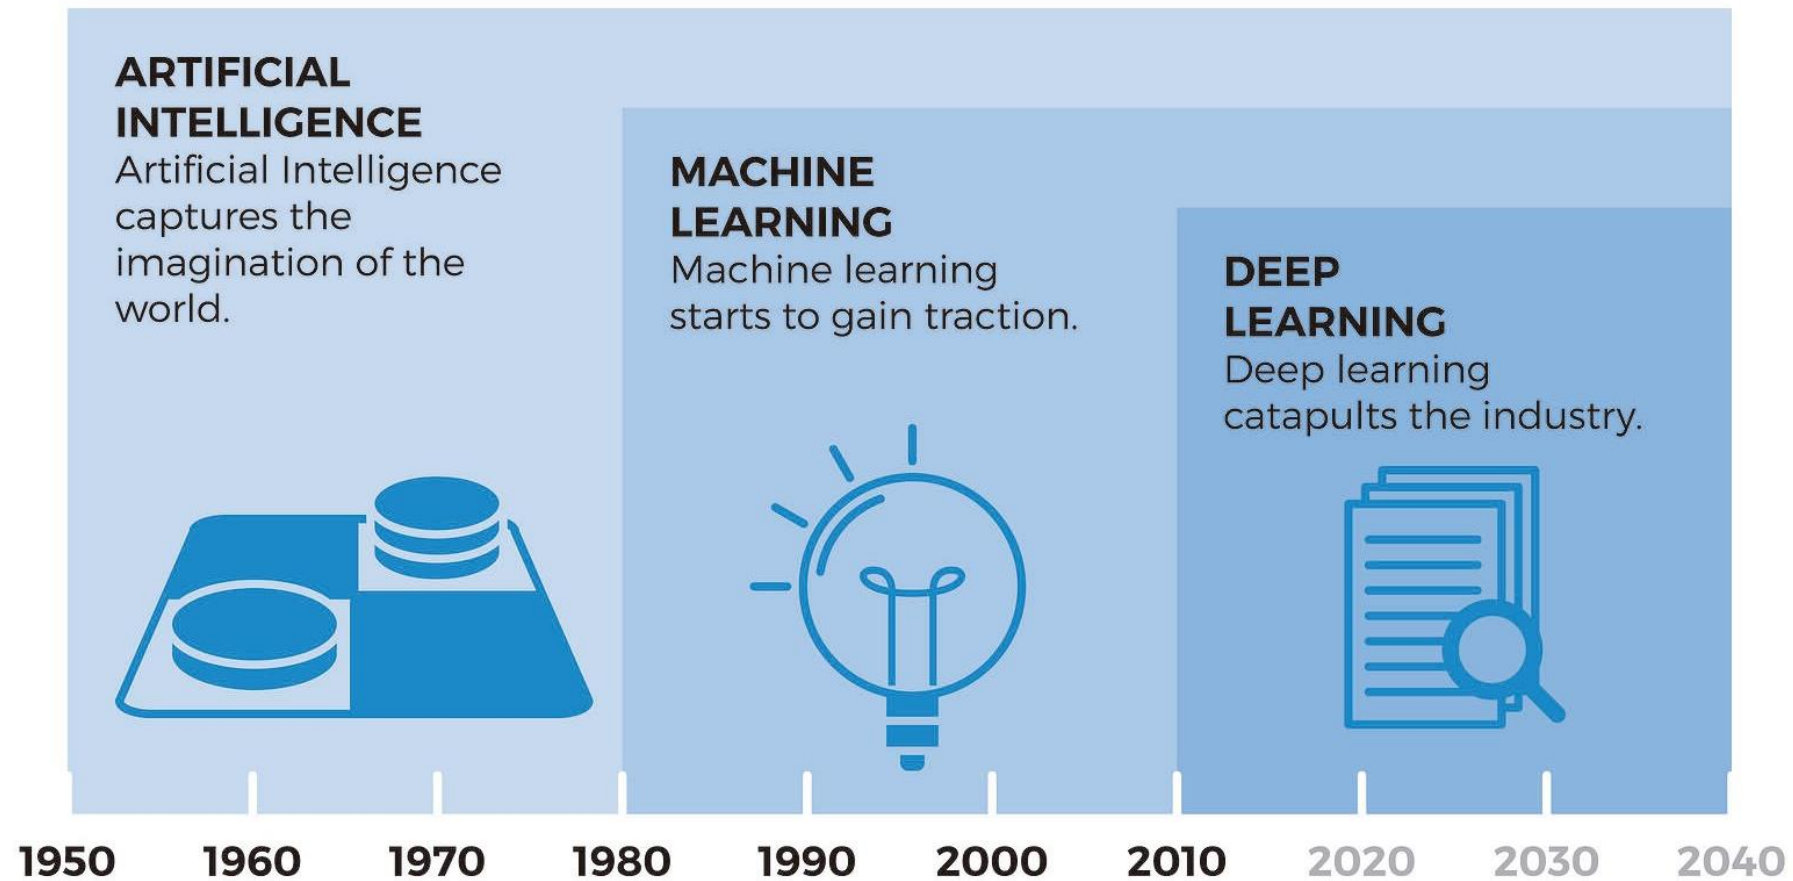 ARTIFICIAL
INTELLIGENCE
Artificial Intelligence
captures the
imagination of the
world.
MACHINE
LEARNING
Machine learning
starts to gain traction.
DEEP
LEARNING
Deep learning
catapults the industry.
1950 1960 1970 1980 1990 2000 2010 2020 2030 2040